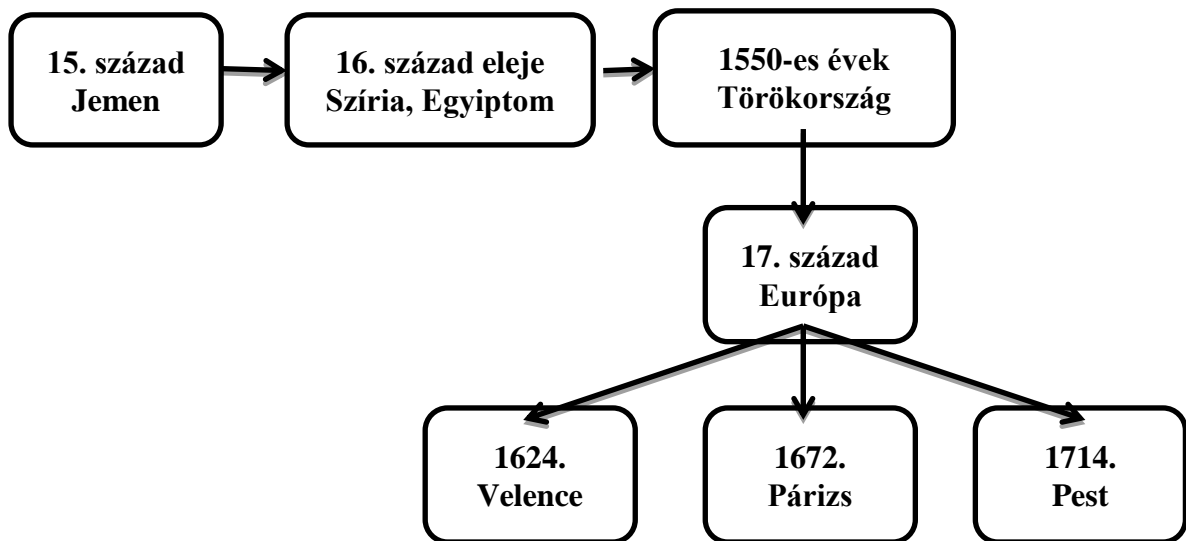 15. század
Jemen
16. század eleje
Szíria, Egyiptom
1550-es évek
Törökország
17. század
Európa
1624.
Velence
1672.
Párizs
1714.
Pest